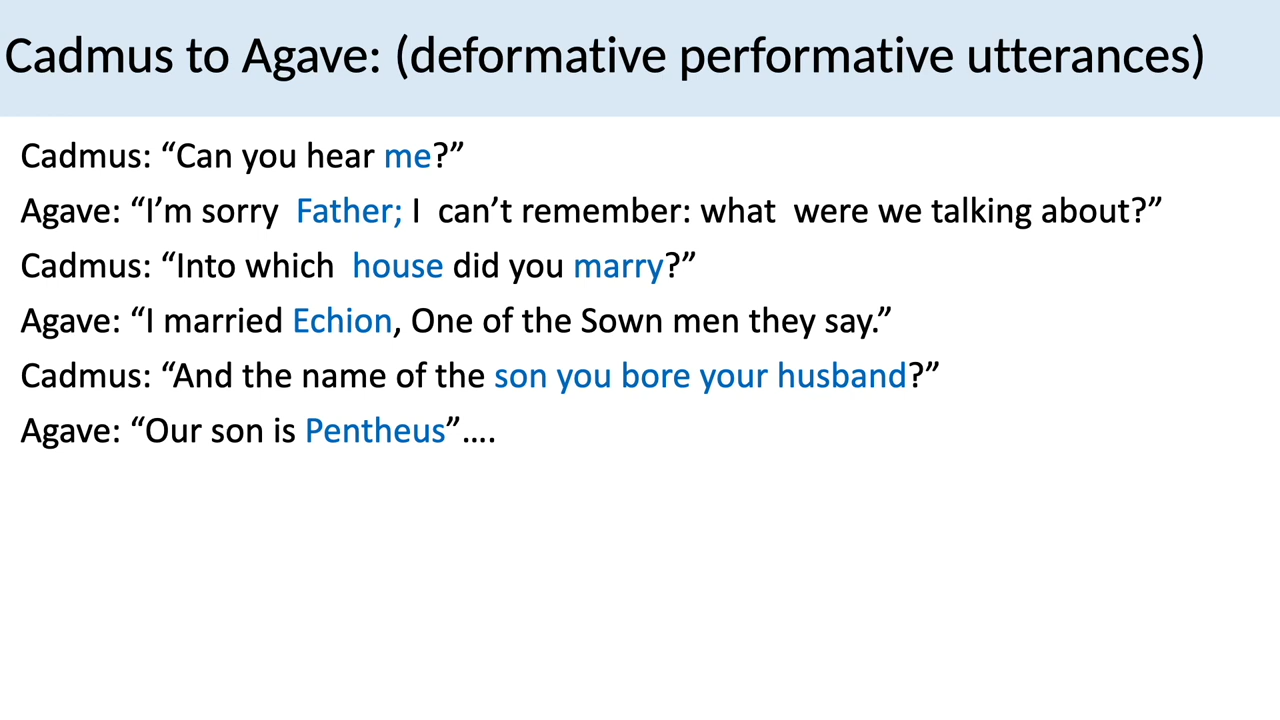 Cadmus to Agave: (deformative performative utterances)
Cadmus: “Can you hear me?”
Agave: “I’m sorry Father; I can’t remember: what were we talking about?”
Cadmus: “Into which house did you marry?”
Agave: “I married Echion, One of the Sown men they say.”
Cadmus: “And the name of the son you bore your husband?”
Agave: “Our son is Pentheus”….